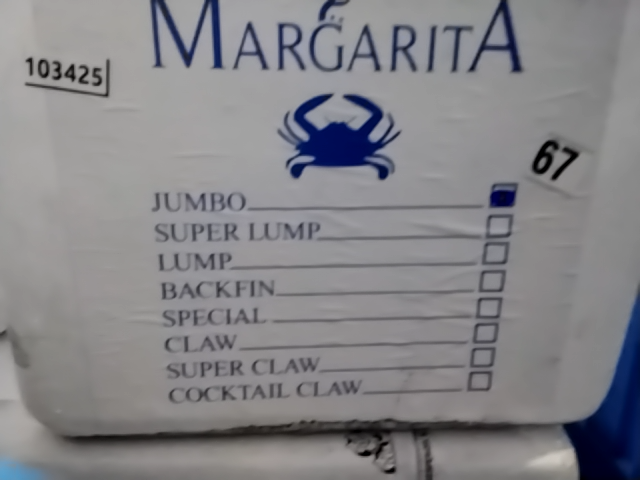 MARGARITA
103425
67
JUMBO
SUPER LUMP
LUMP
BACKFIN
SPECIAL
CLAW
SUPER CLAW
COCKTAIL CLAW